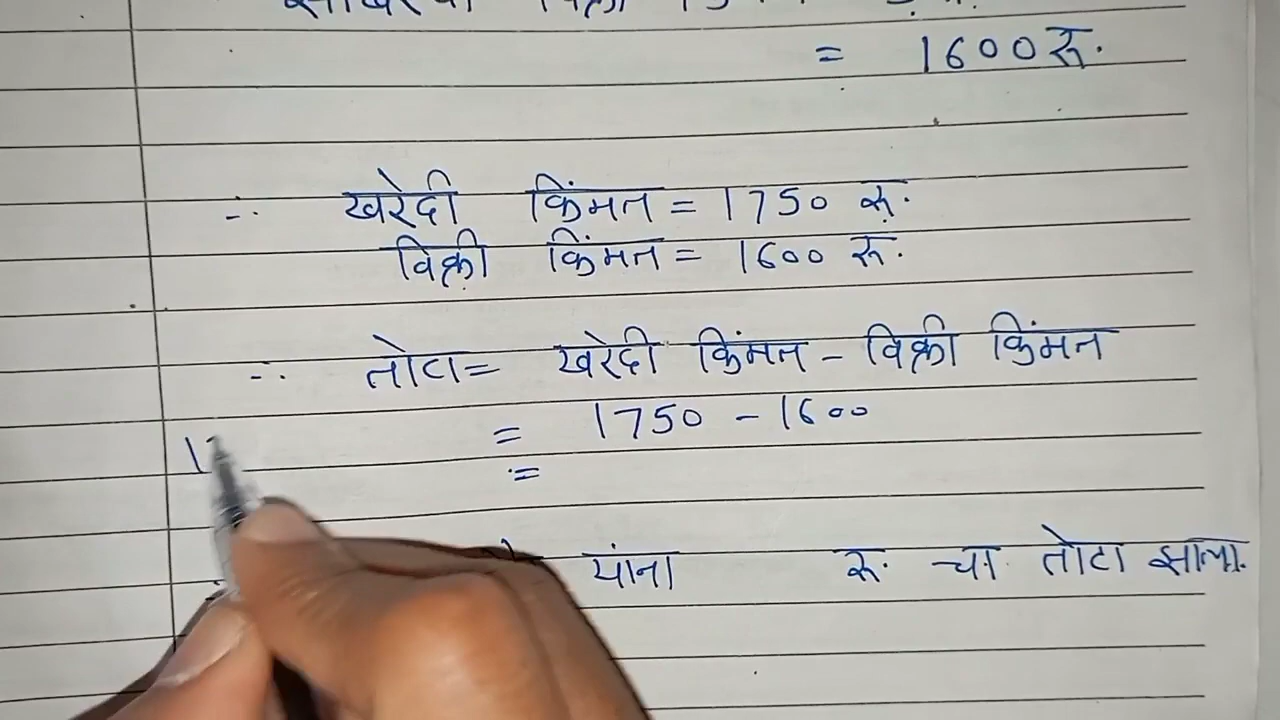 = 1600 रु.
∴ खरेदी किंमत = 1750 रु.
विक्री किंमत = 1600 रु.
∴ तोटा = खरेदी किंमत - विक्री किंमत
= 1750 - 1600
=
यांना रु. चा तोटा झाला.